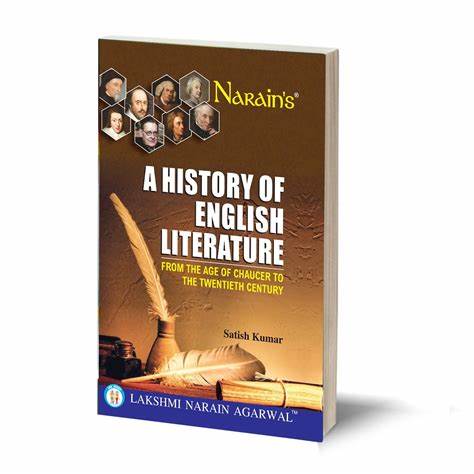 NARAIN'S®
A HISTORY OF
ENGLISH
LITERATURE
FROM THE AGE OF CHAUCER TO
THE TWENTIETH CENTURY
Satish Kumar
LAKSHMI NARAIN AGARWAL™